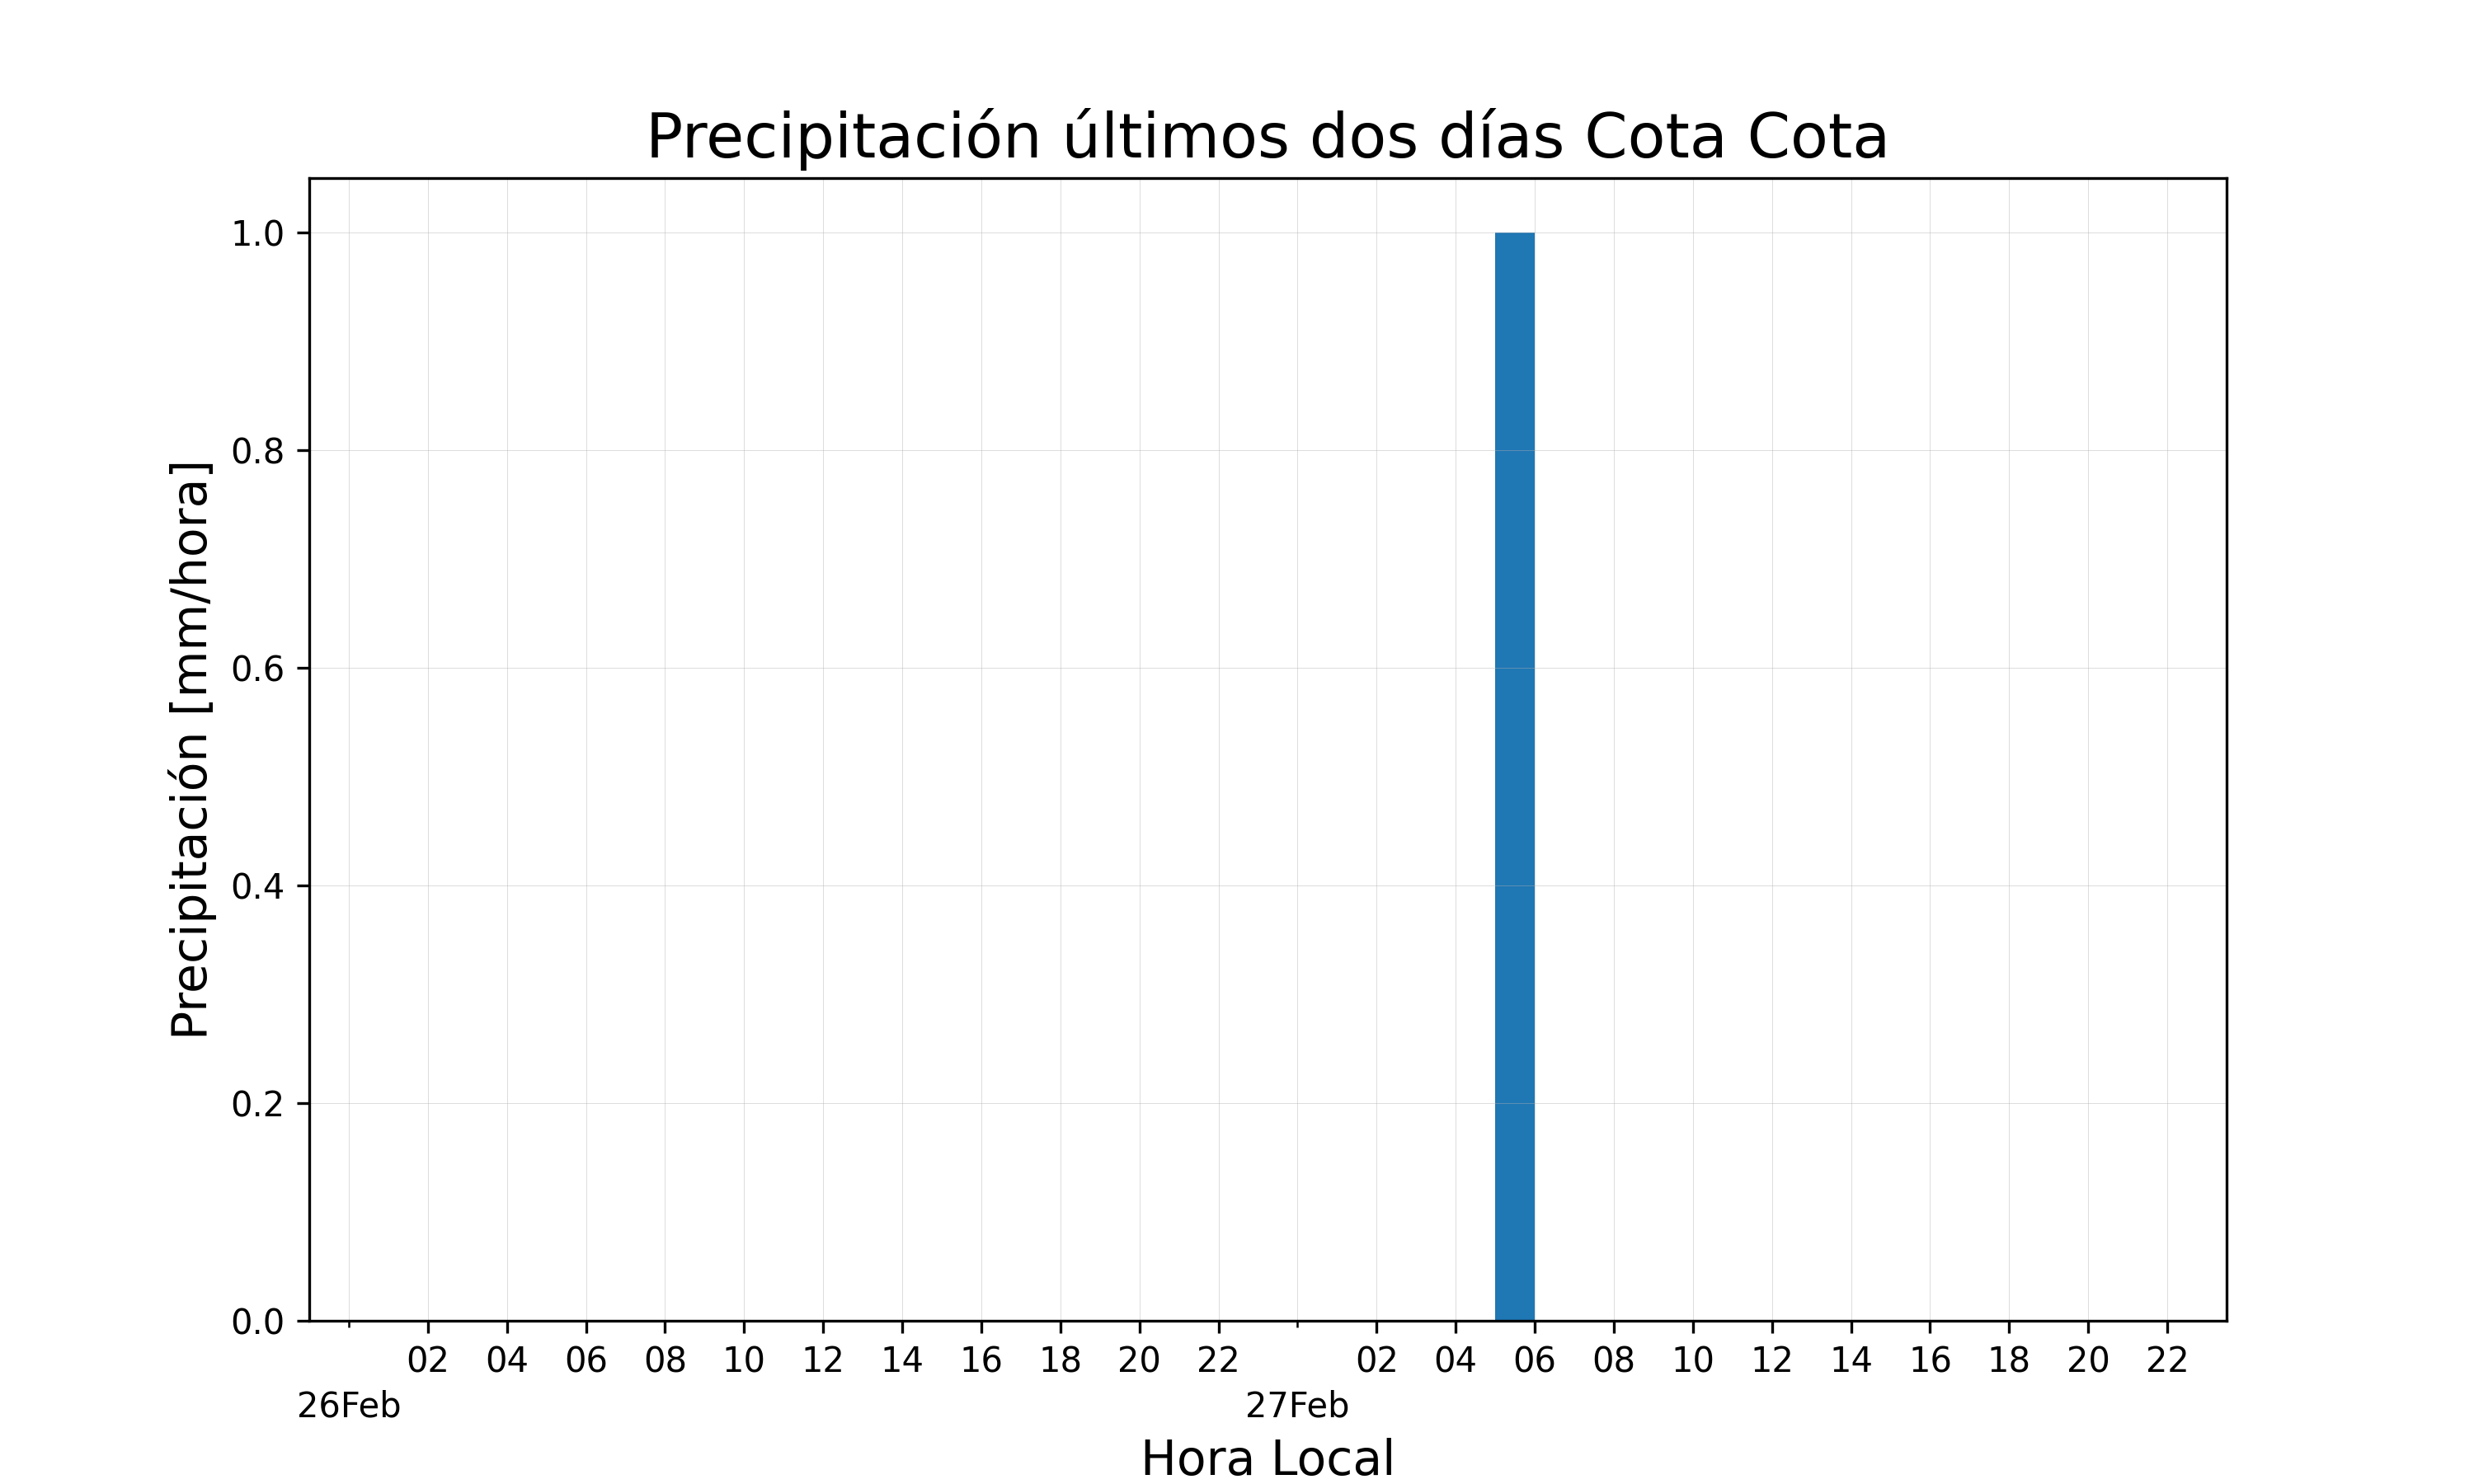 Precipitación últimos dos días Cota Cota
Precipitación [mm/hora]
1.0
0.8
0.6
0.4
0.2
0.0
02 04 06 08 10 12 14 16 18 20 22 02 04 06 08 10 12 14 16 18 20 22
26Feb 27Feb
Hora Local